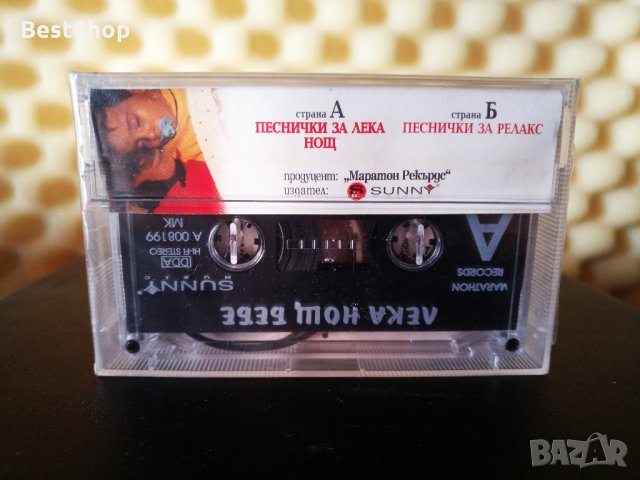 BestShop
страна А
ПЕСНИЧКИ ЗА ЛЕКА
НОЩ
страна Б
ПЕСНИЧКИ ЗА РЕЛАКС
продуцент: „Маратон Рекърдс“
издател: S SUNNY
A
MARATHON
RECORDS
A 008199
MK
DDA
HI-FI STEREO
SUNNY
ЛЕКА НОЩ БЕБЕ
BAZAR